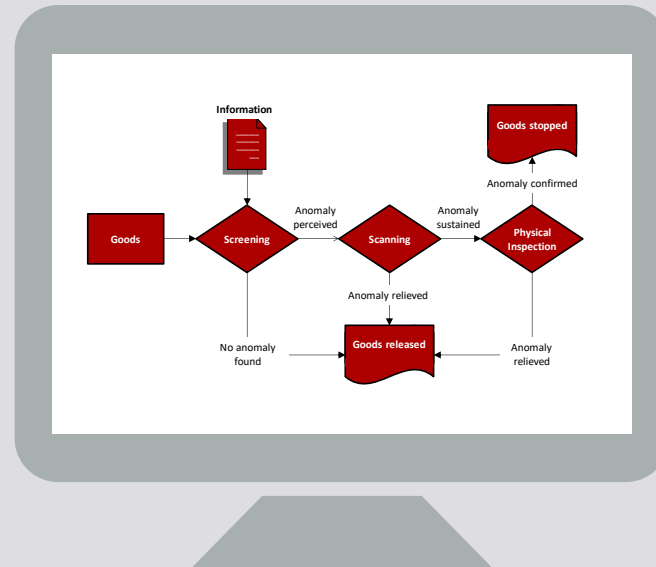 Information
Goods stopped
Anomaly confirmed
Anomaly
perceived
Anomaly
sustained
Goods
Screening
Scanning
Physical
Inspection
Anomaly relieved
Goods released
No anomaly
found
Anomaly
relieved